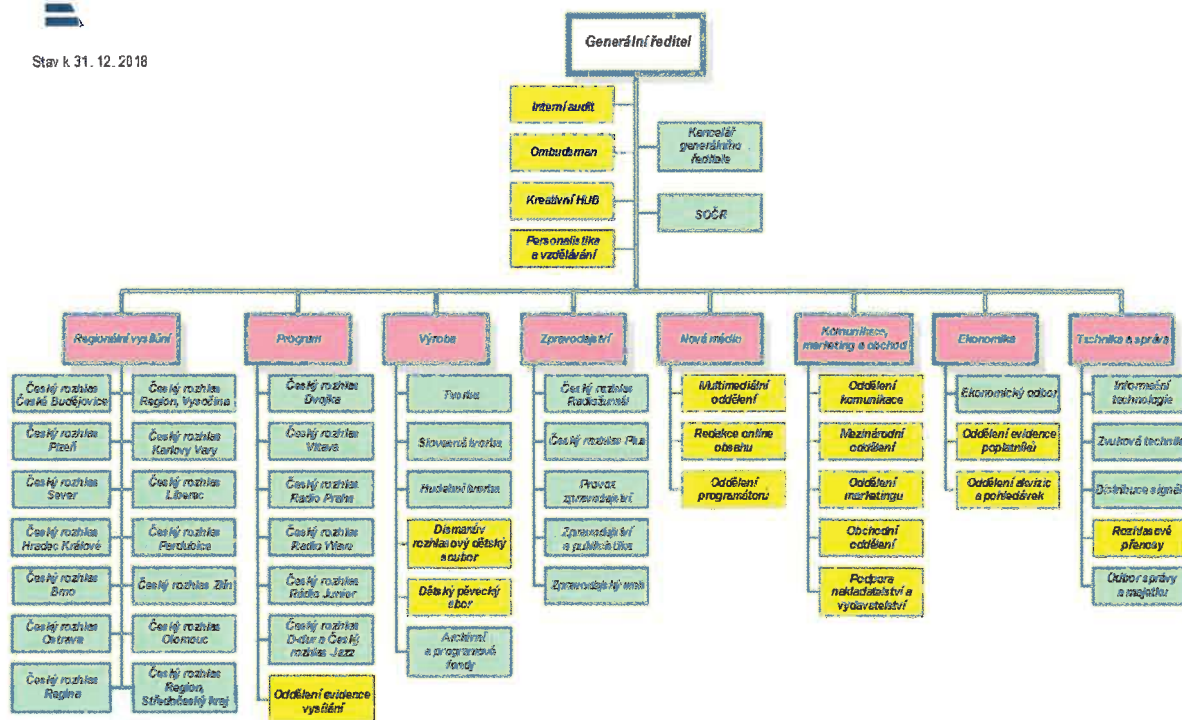 Stav k 31. 12. 2018
Generální ředitel
Interní audit
Ombudsman
Kreativní HUB
Personalistika
a vzdělávání
Kancelář
generálního
ředitele
SOČR
Regionální vysílání
Český rozhlas
České Budějovice
Český rozhlas
Region, Vysočina
Český rozhlas
Plzeň
Český rozhlas
Karlovy Vary
Český rozhlas
Sever
Český rozhlas
Liberec
Český rozhlas
Hradec Králové
Český rozhlas
Pardubice
Český rozhlas
Brno
Český rozhlas Zlín
Český rozhlas
Ostrava
Český rozhlas
Olomouc
Český rozhlas
Regina
Český rozhlas
Region,
Středočeský kraj
Program
Český rozhlas
Dvojka
Český rozhlas
Vltava
Český rozhlas
Radio Praha
Český rozhlas
Radio Wave
Český rozhlas
Rádio Junior
Český rozhlas
D-dur a Český
rozhlas Jazz
Oddělení evidence
vysílání
Výroba
Tvorba
Slovesná tvorba
Hudební tvorba
Dismanův
rozhlasový dětský
soubor
Dětský pěvecký
sbor
Archivní
a programové
fondy
Zpravodajství
Český rozhlas
Radiožurnál
Český rozhlas Plus
Provoz
zpravodajství
Zpravodajství
a publicistika
Zpravodajský web
Nová média
Multimediální
oddělení
Redakce online
obsahu
Oddělení
programátorů
Komunikace,
marketing a obchod
Oddělení
komunikace
Mezinárodní
oddělení
Oddělení
marketingu
Obchodní
oddělení
Podpora
nakladatelství a
vydavatelství
Ekonomika
Ekonomický odbor
Oddělení evidence
poplatníků
Oddělení akvizic
a pohledávek
Technika a správa
Informační
technologie
Zvuková technika
Distribuce signálu
Rozhlasové
přenosy
Odbor správy
a majetku